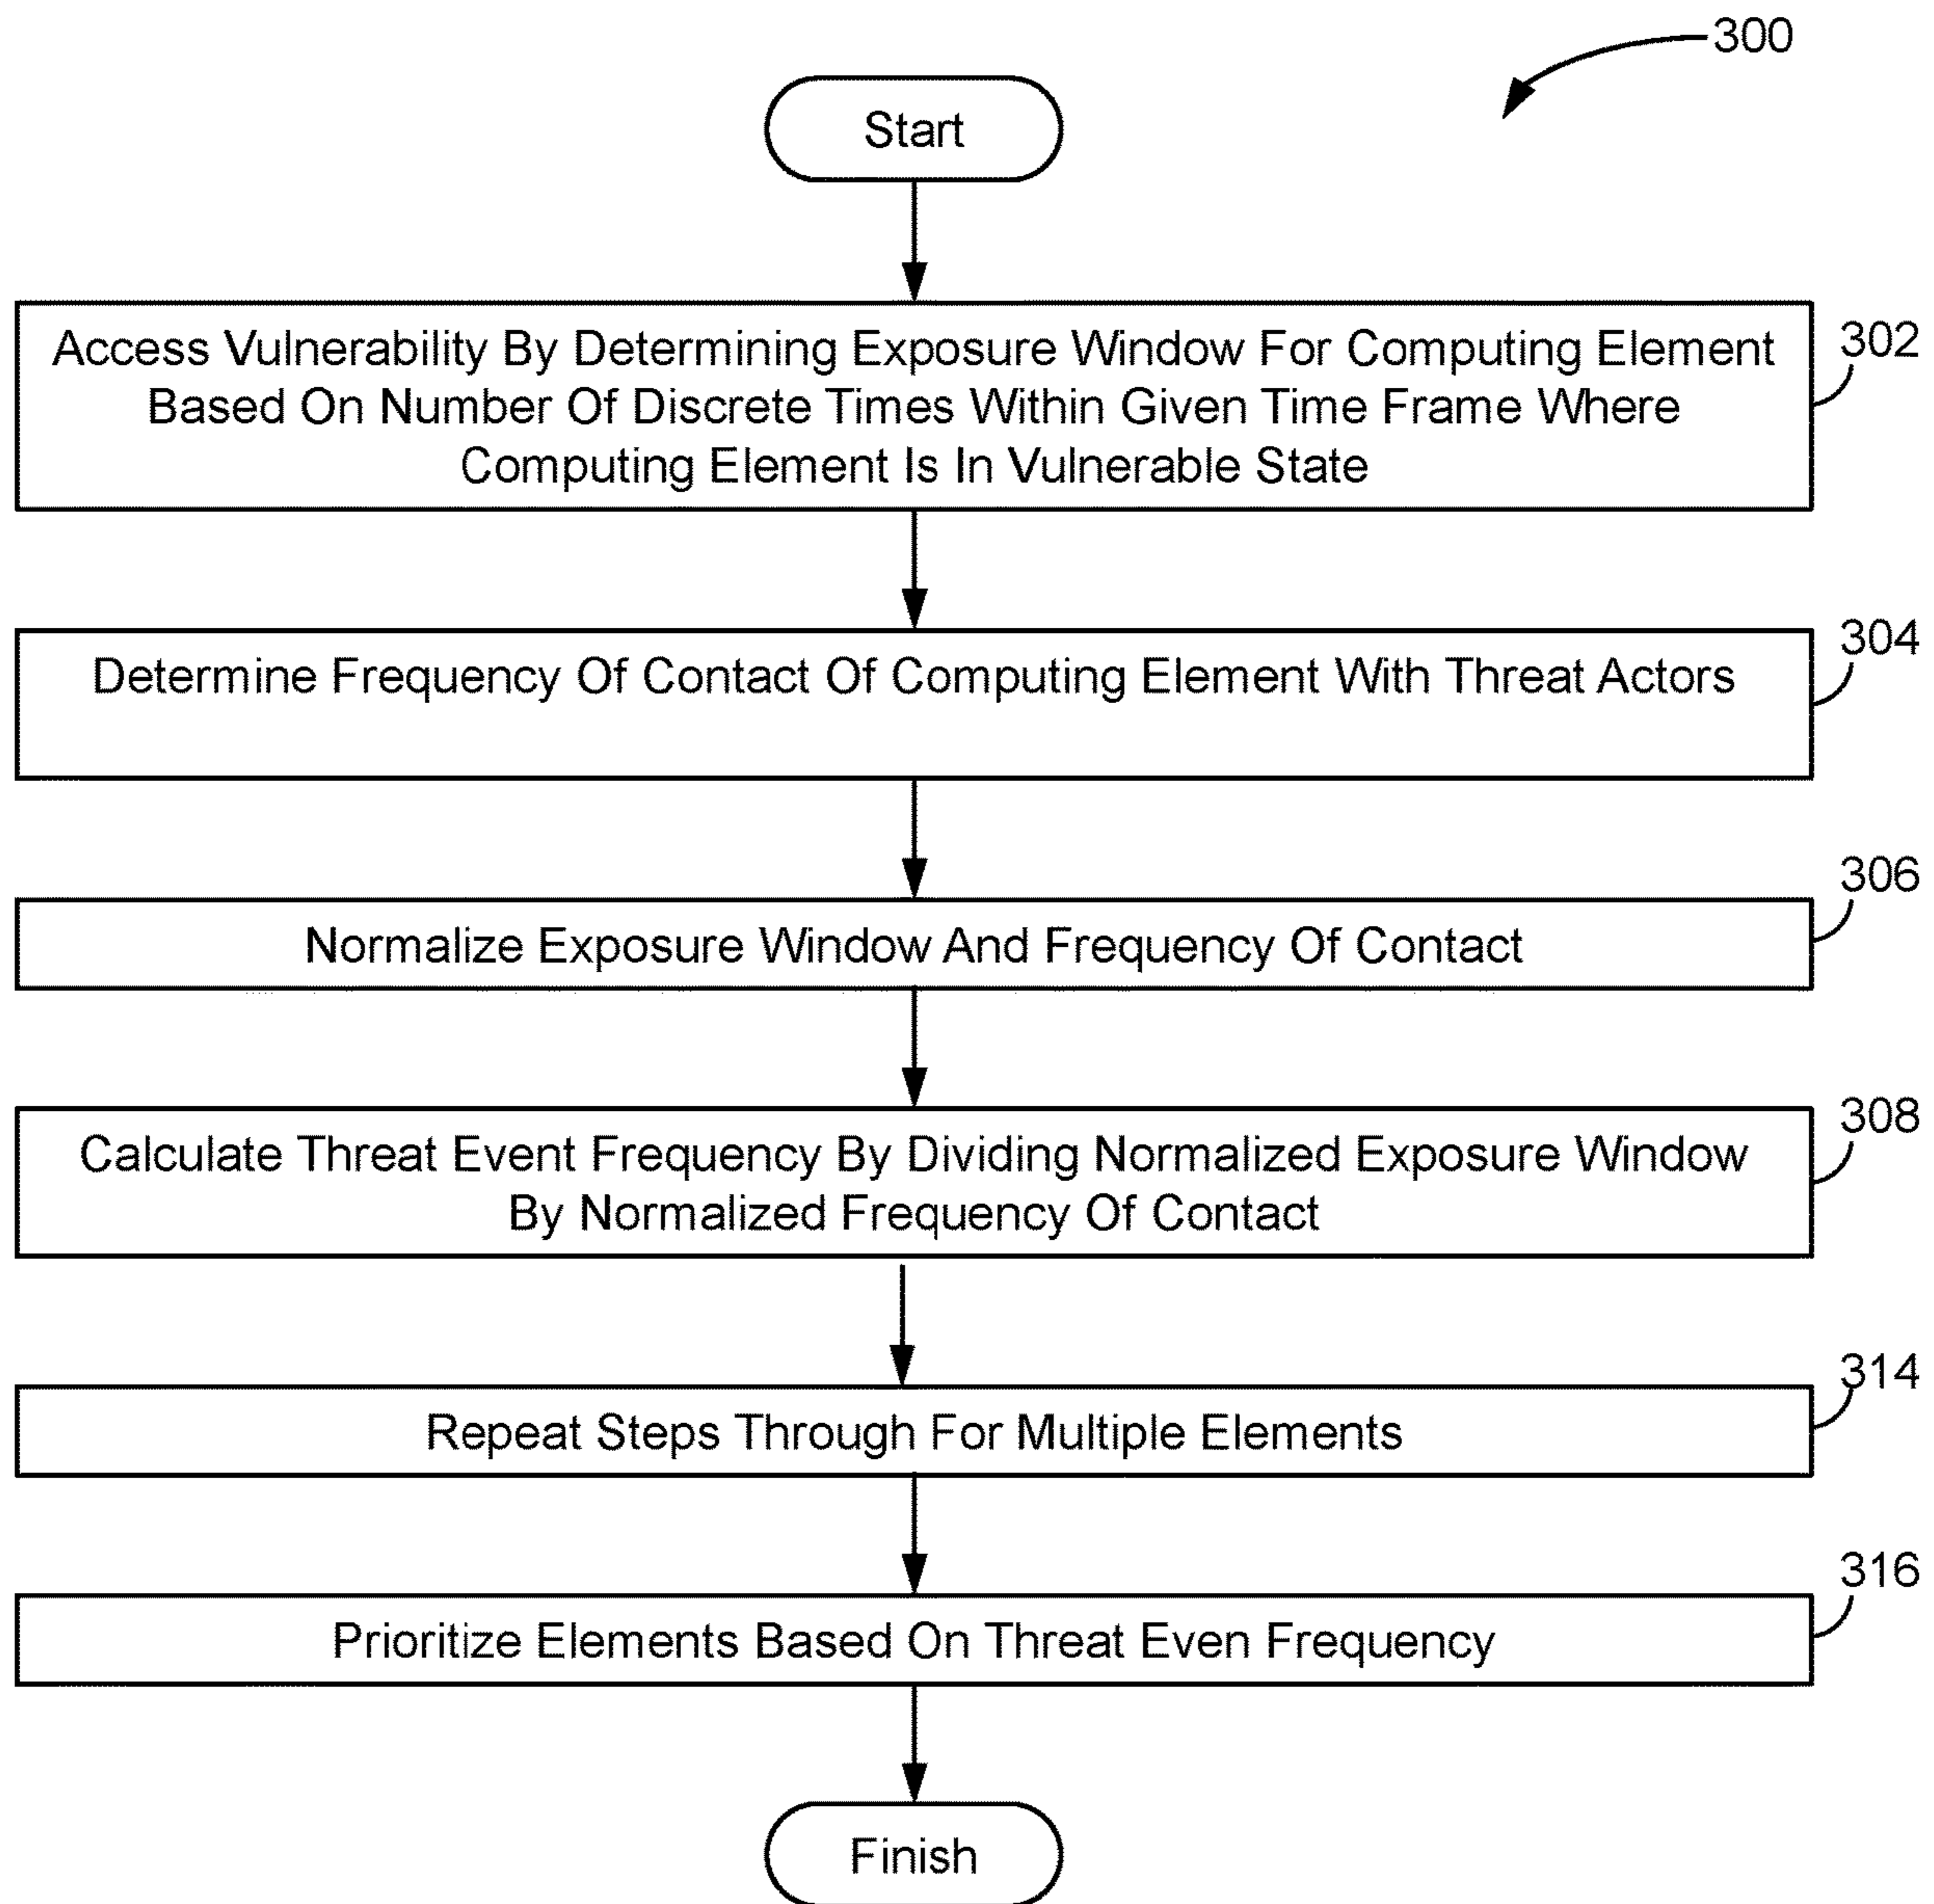 300
Start
Access Vulnerability By Determining Exposure Window For Computing Element
Based On Number Of Discrete Times Within Given Time Frame Where
Computing Element Is In Vulnerable State
302
Determine Frequency Of Contact Of Computing Element With Threat Actors
304
Normalize Exposure Window And Frequency Of Contact
306
Calculate Threat Event Frequency By Dividing Normalized Exposure Window
By Normalized Frequency Of Contact
308
Repeat Steps Through For Multiple Elements
314
Prioritize Elements Based On Threat Even Frequency
316
Finish